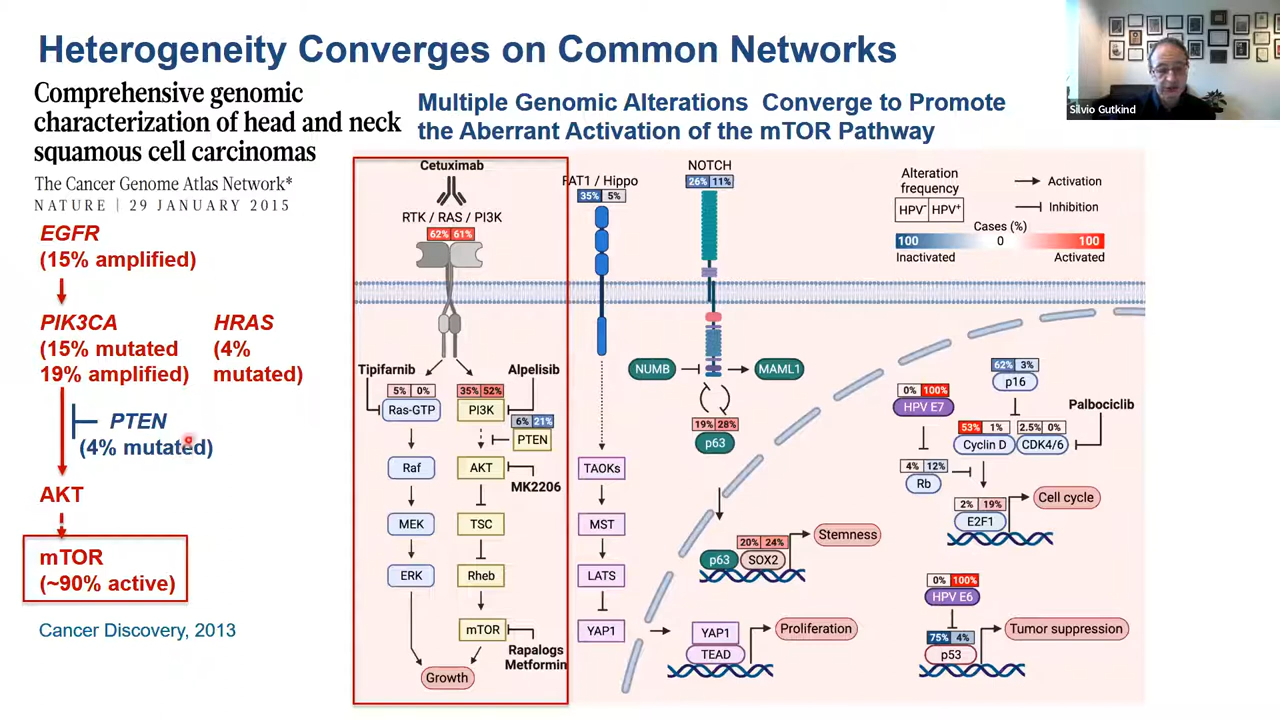 Heterogeneity Converges on Common Networks
Silvio Gutkind
Comprehensive genomic
characterization of head and neck
squamous cell carcinomas
The Cancer Genome Atlas Network*
NATURE | 29 JANUARY 2015
EGFR
(15% amplified)
PIK3CA
(15% mutated
19% amplified)
HRAS
(4%
mutated)
PTEN
(4% mutated)
AKT
mTOR
(~90% active)
Cancer Discovery, 2013
Multiple Genomic Alterations Converge to Promote
the Aberrant Activation of the mTOR Pathway
Cetuximab
RTK / RAS / PI3K
62% 61%
Tipifarnib
Alpelisib
5% 0%
Ras-GTP
35% 52%
PI3K
6% 21%
PTEN
Raf
AKT
MK2206
MEK
TSC
ERK
Rheb
mTOR
Rapalogs
Metformin
Growth
FAT1 / Hippo
35% 5%
TAOKs
MST
LATS
YAP1
YAP1
TEAD
Proliferation
NOTCH
26% 11%
NUMB
MAML1
19% 28%
p63
20% 24%
p63
SOX2
Stemness
Alteration
frequency
HPV- HPV+
Activation
Inhibition
Cases (%)
100 0 100
Inactivated Activated
62% 3%
p16
0% 100%
HPV E7
Palbociclib
53% 1%
Cyclin D
2.5% 0%
CDK4/6
4% 12%
Rb
2% 19%
E2F1
Cell cycle
0% 100%
HPV E6
75% 4%
p53
Tumor suppression